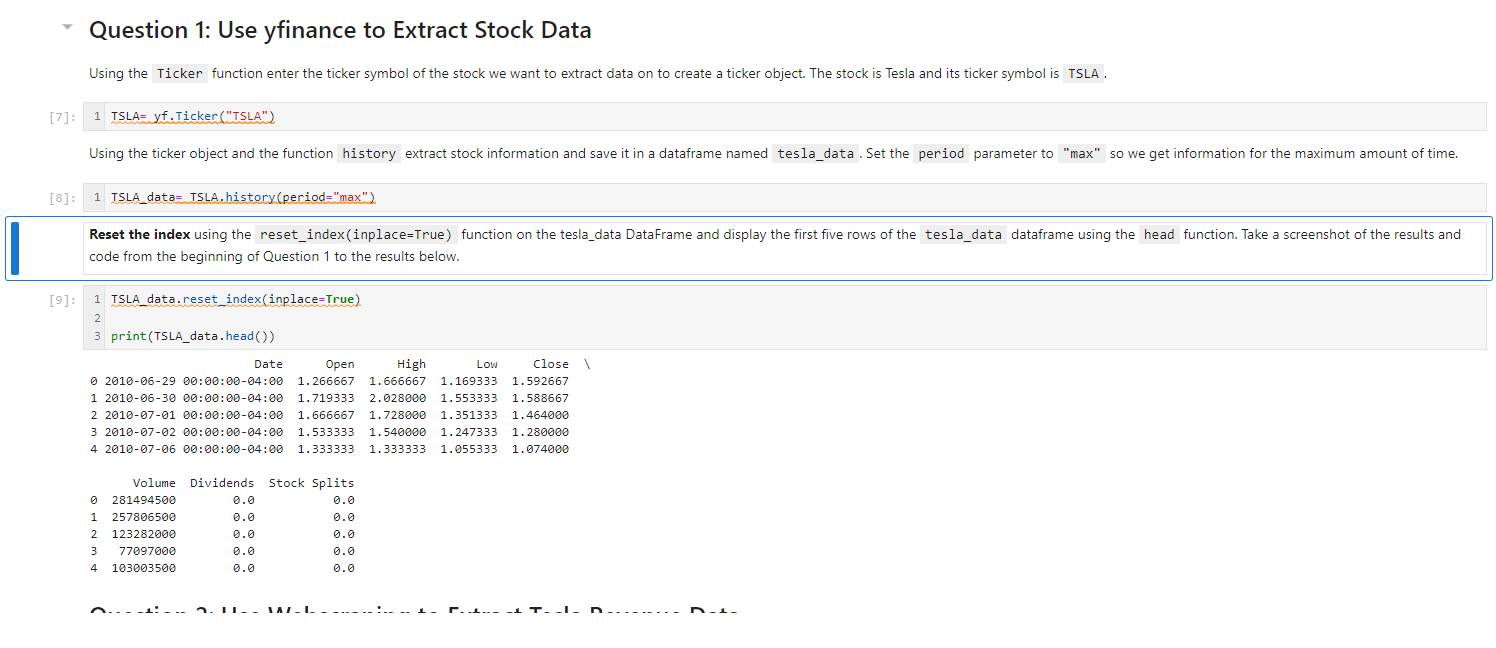 Question 1: Use yfinance to Extract Stock Data
Using the Ticker function enter the ticker symbol of the stock we want to extract data on to create a ticker object. The stock is Tesla and its ticker symbol is TSLA .
[7]: 1 TSLA= yf.Ticker("TSLA")
Using the ticker object and the function history extract stock information and save it in a dataframe named tesla_data . Set the period parameter to "max" so we get information for the maximum amount of time.
[8]: 1 TSLA_data= TSLA.history(period="max")
Reset the index using the reset_index(inplace=True) function on the tesla_data DataFrame and display the first five rows of the tesla_data dataframe using the head function. Take a screenshot of the results and
code from the beginning of Question 1 to the results below.
[9]: 1 TSLA_data.reset_index(inplace=True)
2
3 print(TSLA_data.head())
Date Open High Low Close \
0 2010-06-29 00:00:00-04:00 1.266667 1.666667 1.169333 1.592667
1 2010-06-30 00:00:00-04:00 1.719333 2.028000 1.553333 1.588667
2 2010-07-01 00:00:00-04:00 1.666667 1.728000 1.351333 1.464000
3 2010-07-02 00:00:00-04:00 1.533333 1.540000 1.247333 1.280000
4 2010-07-06 00:00:00-04:00 1.333333 1.333333 1.055333 1.074000
Volume Dividends Stock Splits
0 281494500 0.0 0.0
1 257806500 0.0 0.0
2 123282000 0.0 0.0
3 77097000 0.0 0.0
4 103003500 0.0 0.0
Question 2: Use Webscraping to Extract Tesla Revenue Data